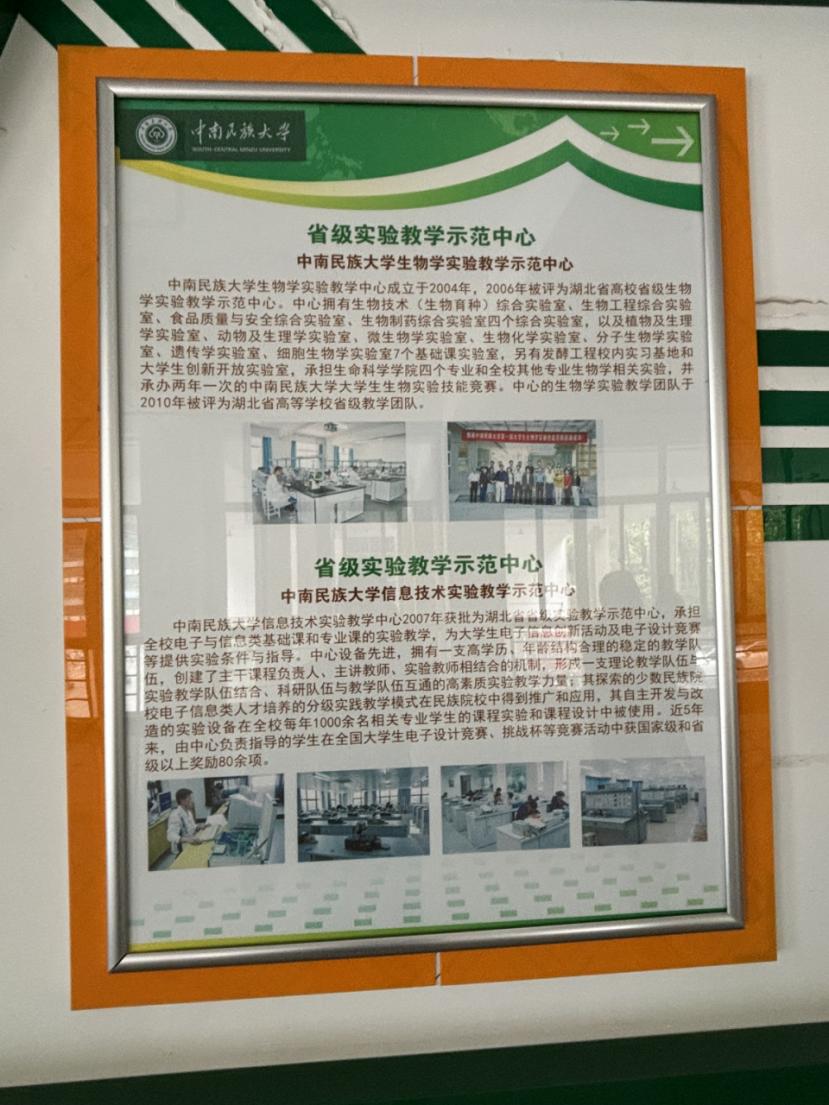 中南民族大学
SOUTH-CENTRAL MINZU UNIVERSITY
省级实验教学示范中心
中南民族大学生物学实验教学示范中心
中南民族大学生物学实验教学中心成立于2004年，2006年被评为湖北省高校省级生物
学实验教学示范中心。中心拥有生物技术（生物育种）综合实验室、生物工程综合实验
室、食品质量与安全综合实验室、生物制药综合实验室四个综合实验室，以及植物及生理
学实验室、动物及生理学实验室、微生物学实验室、生物化学实验室、分子生物学实验
室、遗传学实验室、细胞生物学实验室7个基础课实验室，另有发酵工程校内实习基地和
大学生创新开放实验室，承担生命科学学院四个专业和全校其他专业生物学相关实验，并
承办两年一次的中南民族大学大学生生物实验技能竞赛。中心的生物学实验教学团队于
2010年被评为湖北省高等学校省级教学团队。
省级实验教学示范中心
中南民族大学信息技术实验教学示范中心
中南民族大学信息技术实验教学中心2007年获批为湖北省省级实验教学示范中心，承担
全校电子与信息类基础课和专业课的实验教学，为大学生电子信息创新活动及电子设计竞赛
等提供实验条件与指导。中心设备先进，拥有一支高学历、年龄结构合理的稳定的教学队
伍，创建了主干课程负责人、主讲教师、实验教师相结合的机制，形成一支理论教学队伍与
实验教学队伍结合、科研队伍与教学队伍互通的高素质实验教学力量；其探索的少数民族院
校电子信息类人才培养的分级实践教学模式在民族院校中得到推广和应用，其自主开发与改
造的实验设备在全校每年1000余名相关专业学生的课程实验和课程设计中被使用。近5年
来，由中心负责指导的学生在全国大学生电子设计竞赛、挑战杯等竞赛活动中获国家级和省
级以上奖励80余项。